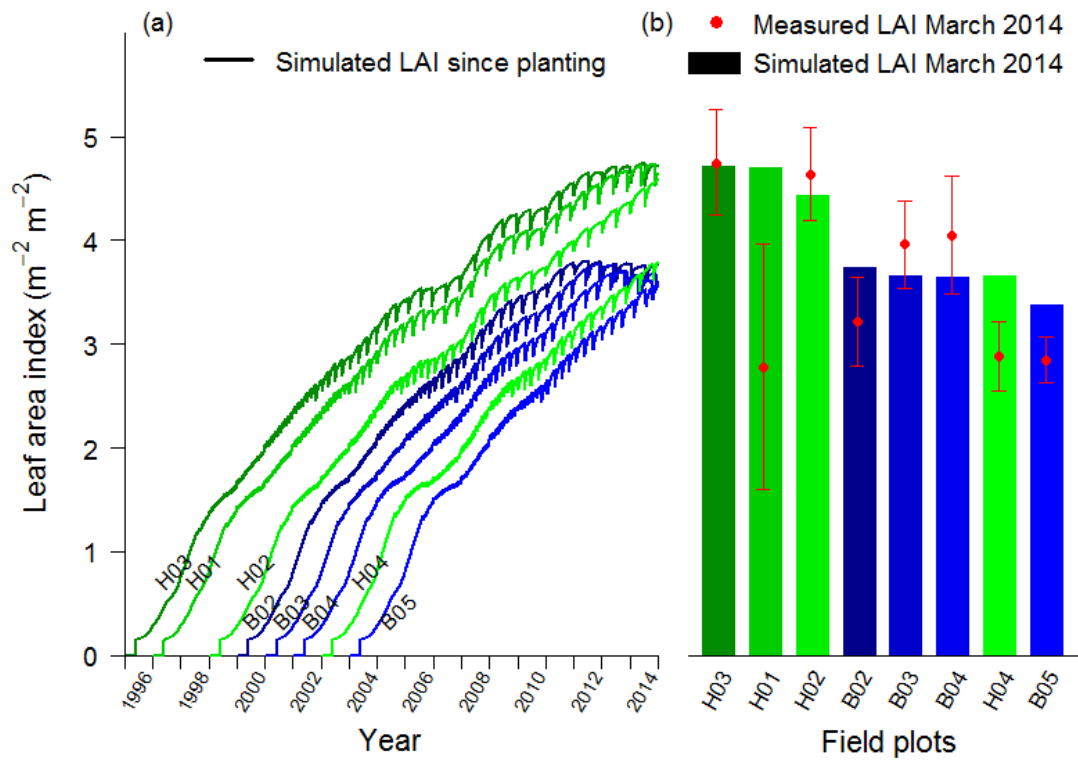 (a)
Simulated LAI since planting
Leaf area index (m⁻² m⁻²)
5
4
3
2
1
0
H03
H01
H02
B02
B03
B04
H04
B05
1996
1998
2000
2002
2004
2006
2008
2010
2012
2014
Year
(b)
Measured LAI March 2014
Simulated LAI March 2014
H03
H01
H02
B02
B03
B04
H04
B05
Field plots